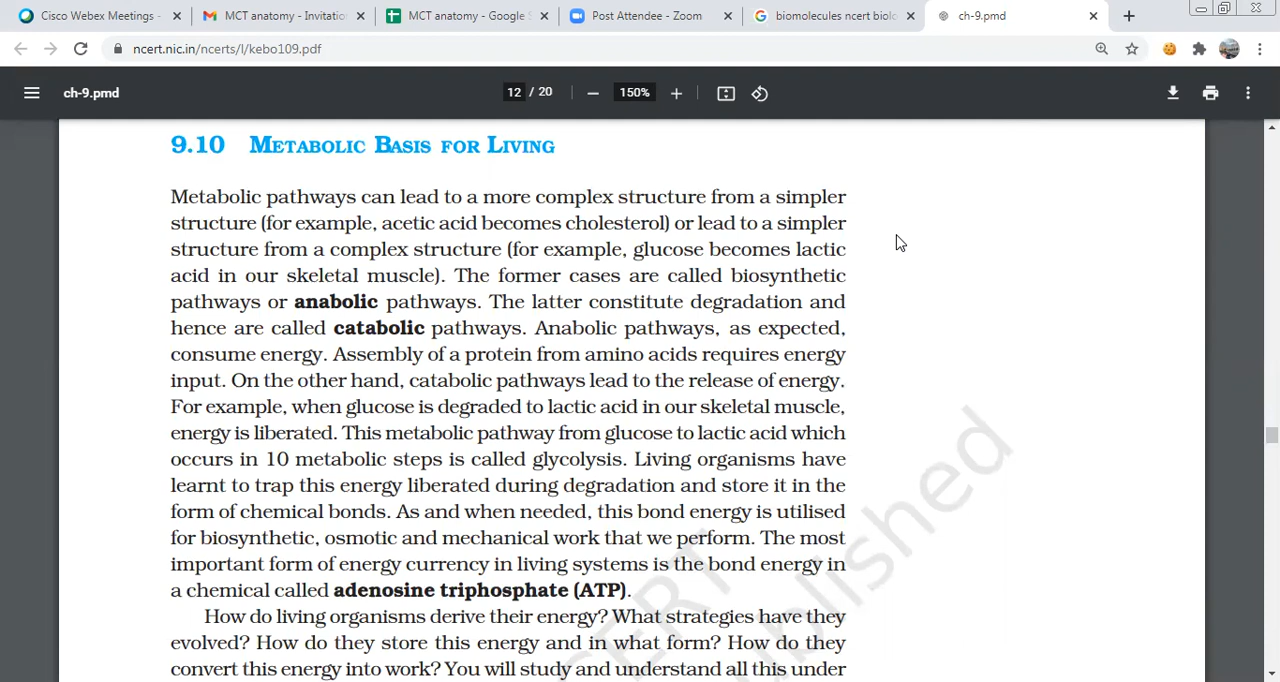 Cisco Webex Meetings - MCT anatomy - Invitatio MCT anatomy - Google S Post Attendee - Zoom biomolecules ncert biolo ch-9.pmd
ncert.nic.in/ncerts/l/kebo109.pdf
ch-9.pmd 12 / 20 150%
9.10 METABOLIC BASIS FOR LIVING
Metabolic pathways can lead to a more complex structure from a simpler
structure (for example, acetic acid becomes cholesterol) or lead to a simpler
structure from a complex structure (for example, glucose becomes lactic
acid in our skeletal muscle). The former cases are called biosynthetic
pathways or anabolic pathways. The latter constitute degradation and
hence are called catabolic pathways. Anabolic pathways, as expected,
consume energy. Assembly of a protein from amino acids requires energy
input. On the other hand, catabolic pathways lead to the release of energy.
For example, when glucose is degraded to lactic acid in our skeletal muscle,
energy is liberated. This metabolic pathway from glucose to lactic acid which
occurs in 10 metabolic steps is called glycolysis. Living organisms have
learnt to trap this energy liberated during degradation and store it in the
form of chemical bonds. As and when needed, this bond energy is utilised
for biosynthetic, osmotic and mechanical work that we perform. The most
important form of energy currency in living systems is the bond energy in
a chemical called adenosine triphosphate (ATP).
How do living organisms derive their energy? What strategies have they
evolved? How do they store this energy and in what form? How do they
convert this energy into work? You will study and understand all this under